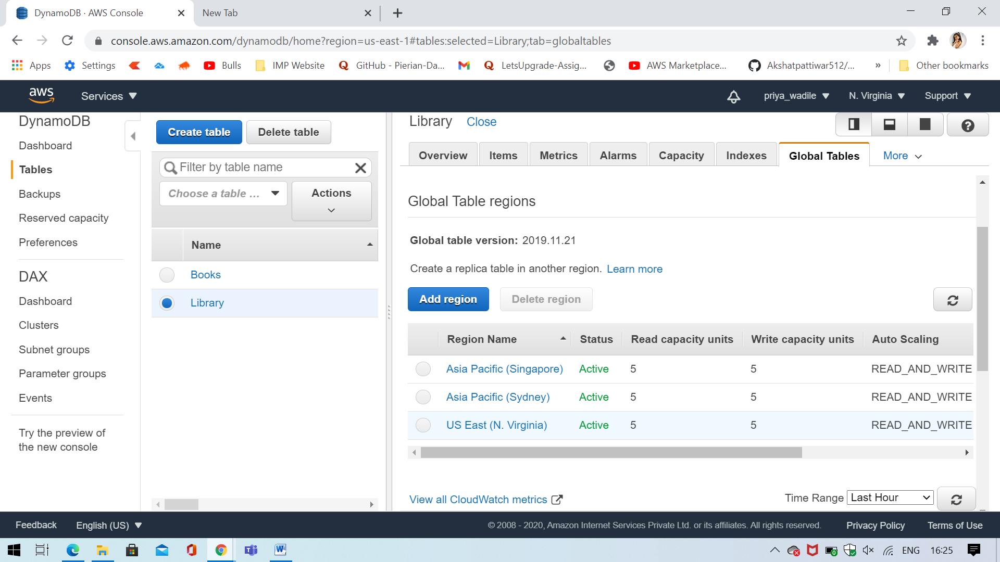 DynamoDB · AWS Console
New Tab
console.aws.amazon.com/dynamodb/home?region=us-east-1#tables:selected=Library;tab=globaltables
Apps
Settings
Bulls
IMP Website
GitHub - Pierian-Da...
LetsUpgrade-Assig...
AWS Marketplace...
Akshatpattiwar512/...
»
Other bookmarks
aws
Services
priya_wadile
N. Virginia
Support
DynamoDB
Dashboard
Tables
Backups
Reserved capacity
Preferences
DAX
Dashboard
Clusters
Subnet groups
Parameter groups
Events
Try the preview of
the new console
Create table
Delete table
Filter by table name
Choose a table ...
Actions
Name
Books
Library
Library
Close
Overview
Items
Metrics
Alarms
Capacity
Indexes
Global Tables
More
Global Table regions
Global table version: 2019.11.21
Create a replica table in another region. Learn more
Add region
Delete region
Region Name Status Read capacity units Write capacity units Auto Scaling
Asia Pacific (Singapore) Active 5 5 READ_AND_WRITE
Asia Pacific (Sydney) Active 5 5 READ_AND_WRITE
US East (N. Virginia) Active 5 5 READ_AND_WRITE
View all CloudWatch metrics
Time Range Last Hour
Feedback
English (US)
© 2008 - 2020, Amazon Internet Services Private Ltd. or its affiliates. All rights reserved.
Privacy Policy
Terms of Use
ENG
16:25